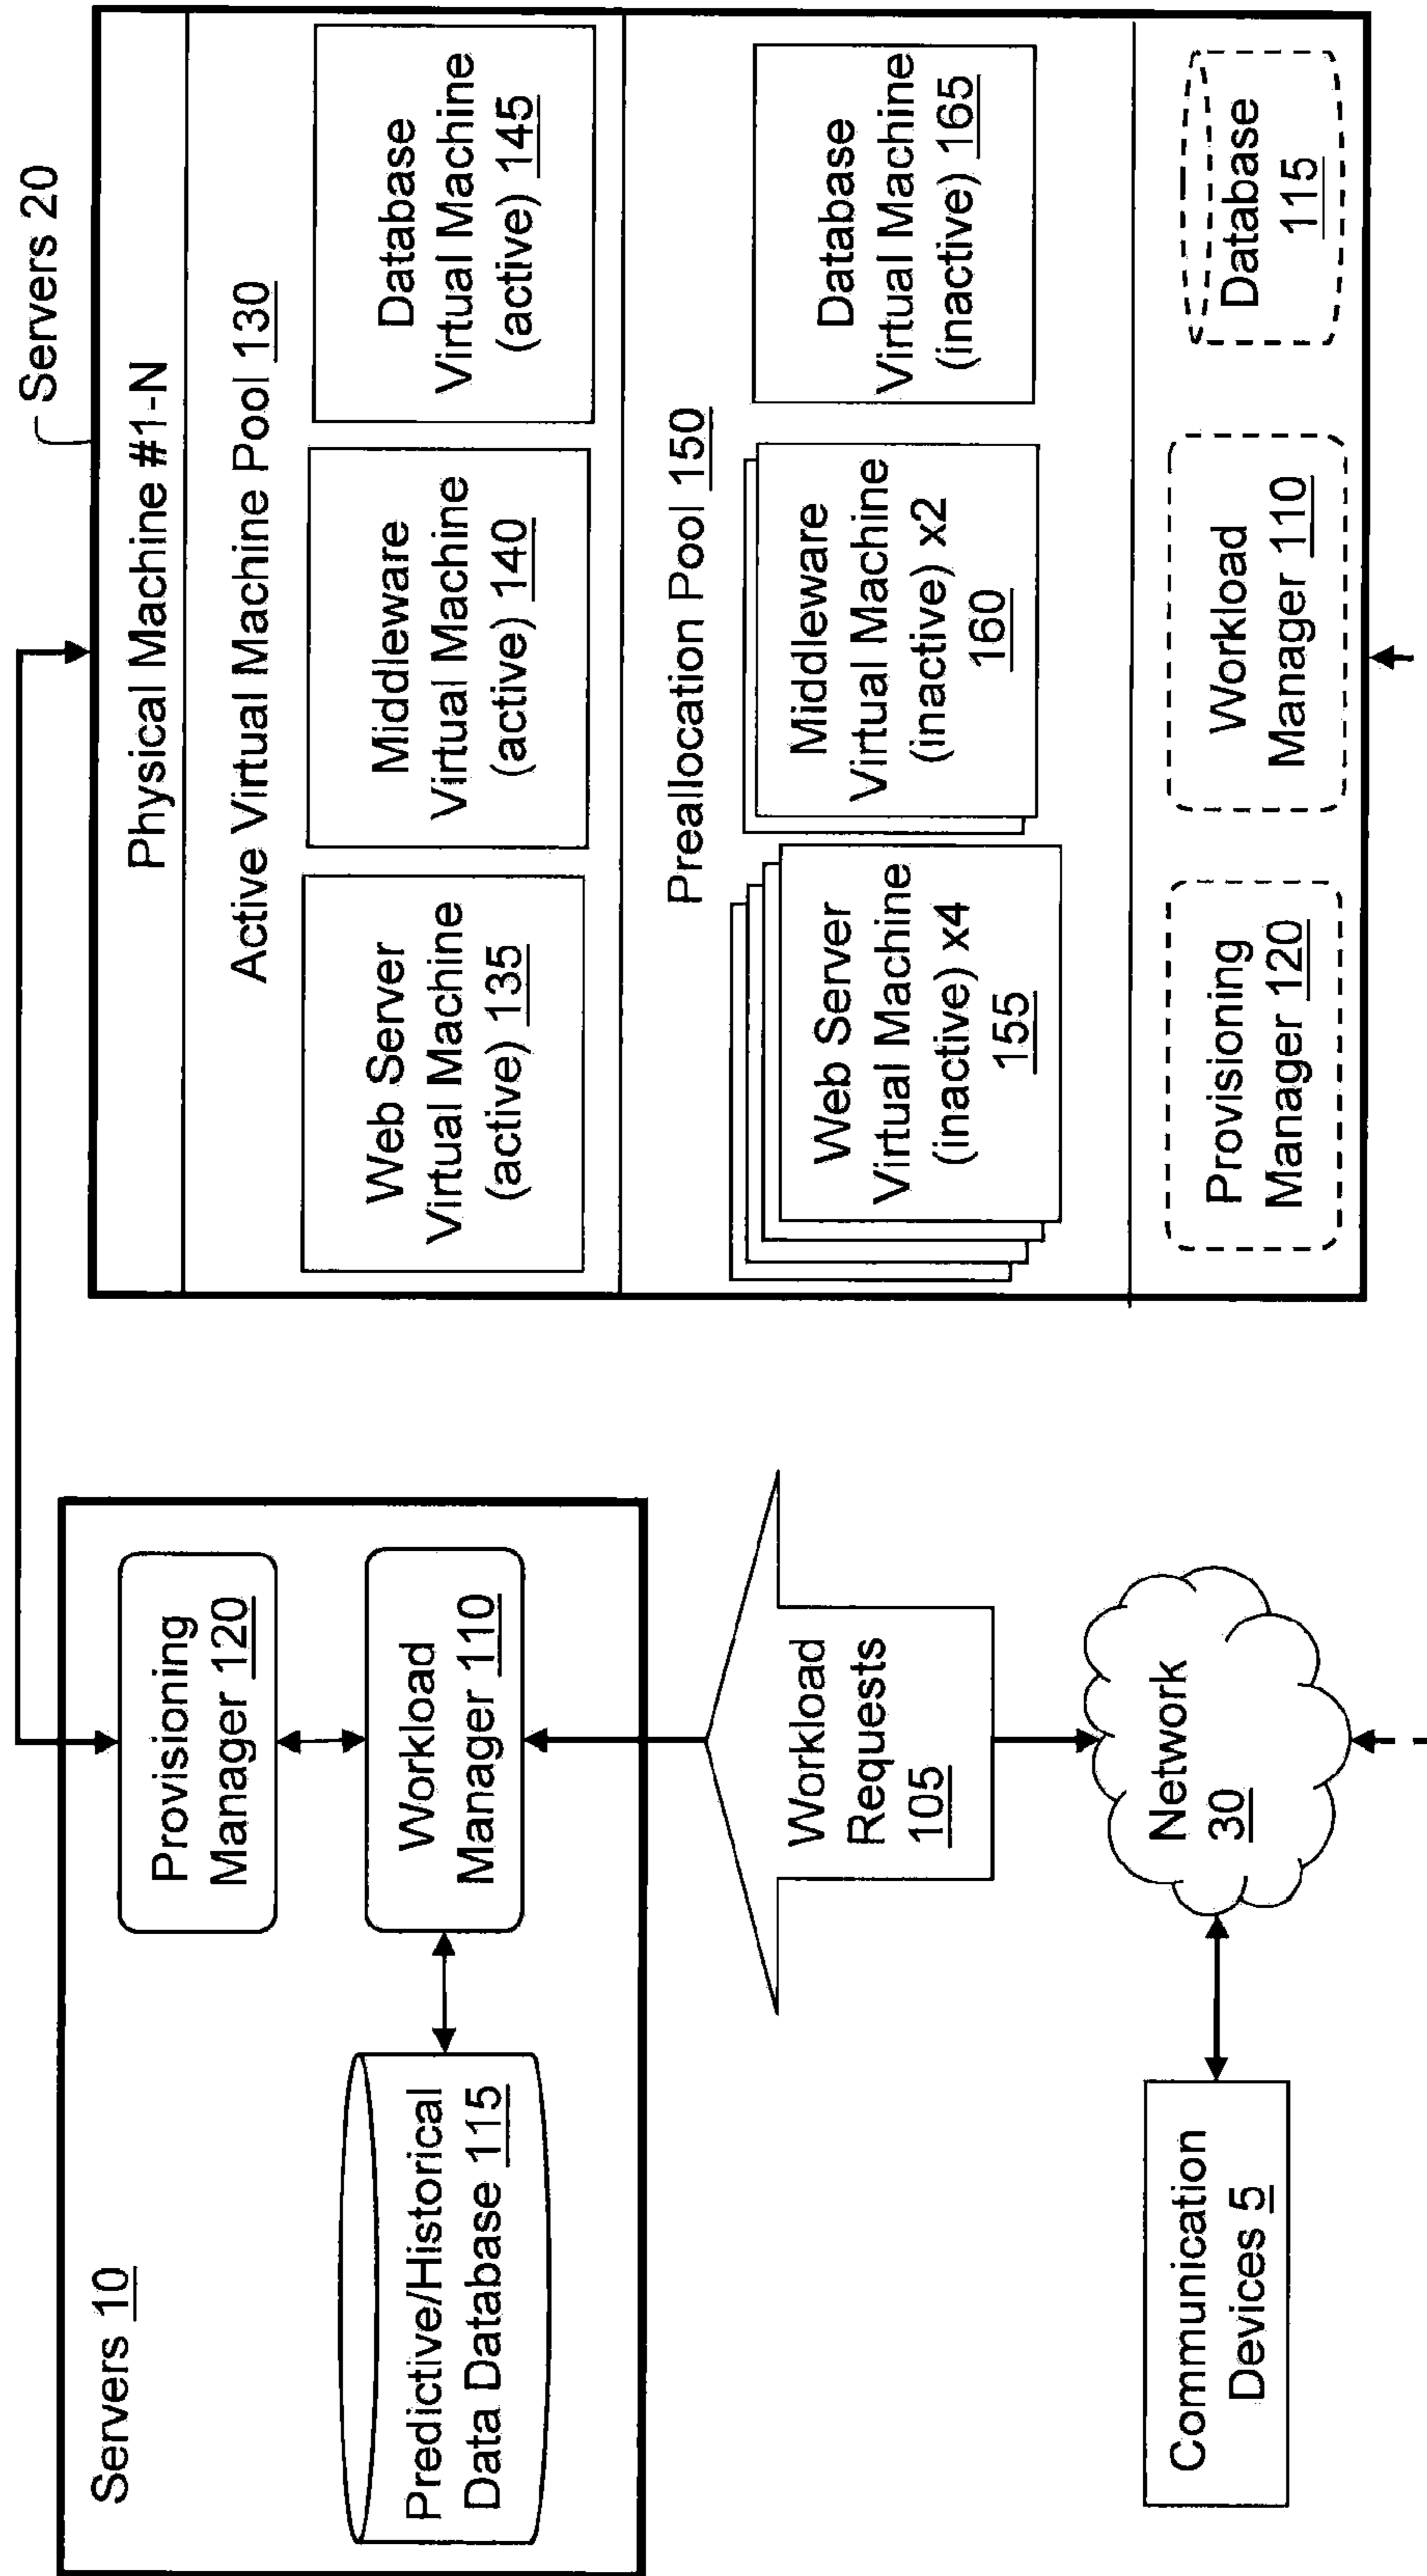 Servers 10
Provisioning
Manager 120
Predictive/Historical
Data Database 115
Workload
Manager 110
Workload
Requests
105
Communication
Devices 5
Network
30
Servers 20
Physical Machine #1-N
Active Virtual Machine Pool 130
Web Server
Virtual Machine
(active) 135
Middleware
Virtual Machine
(active) 140
Database
Virtual Machine
(active) 145
Preallocation Pool 150
Web Server
Virtual Machine
(inactive) x4
155
Middleware
Virtual Machine
(inactive) x2
160
Database
Virtual Machine
(inactive) 165
Provisioning
Manager 120
Workload
Manager 110
Database
115